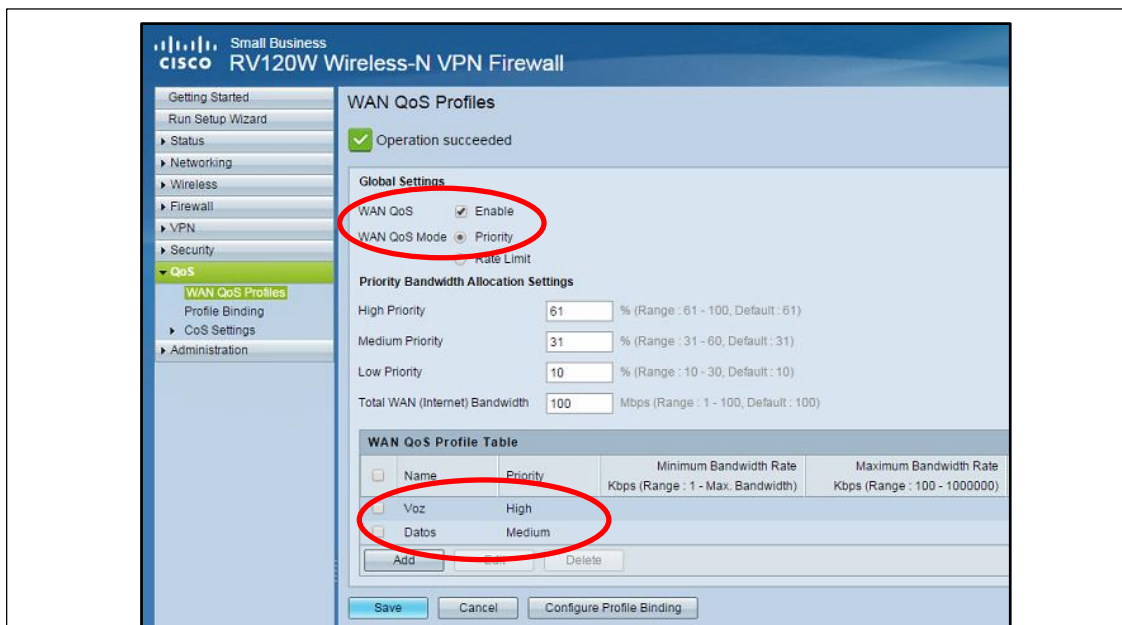 Small Business
CISCO RV120W Wireless-N VPN Firewall
Getting Started
Run Setup Wizard
Status
Networking
Wireless
Firewall
VPN
Security
QoS
WAN QoS Profiles
Profile Binding
CoS Settings
Administration
WAN QoS Profiles
Operation succeeded
Global Settings
WAN QoS Enable
WAN QoS Mode Priority
Rate Limit
Priority Bandwidth Allocation Settings
High Priority 61 % (Range : 61 - 100, Default : 61)
Medium Priority 31 % (Range : 31 - 60, Default : 31)
Low Priority 10 % (Range : 10 - 30, Default : 10)
Total WAN (Internet) Bandwidth 100 Mbps (Range : 1 - 100, Default : 100)
WAN QoS Profile Table
Name Priority Minimum Bandwidth Rate Maximum Bandwidth Rate
Kbps (Range : 1 - Max. Bandwidth) Kbps (Range : 100 - 1000000)
Voz High
Datos Medium
Add Edit Delete
Save Cancel Configure Profile Binding